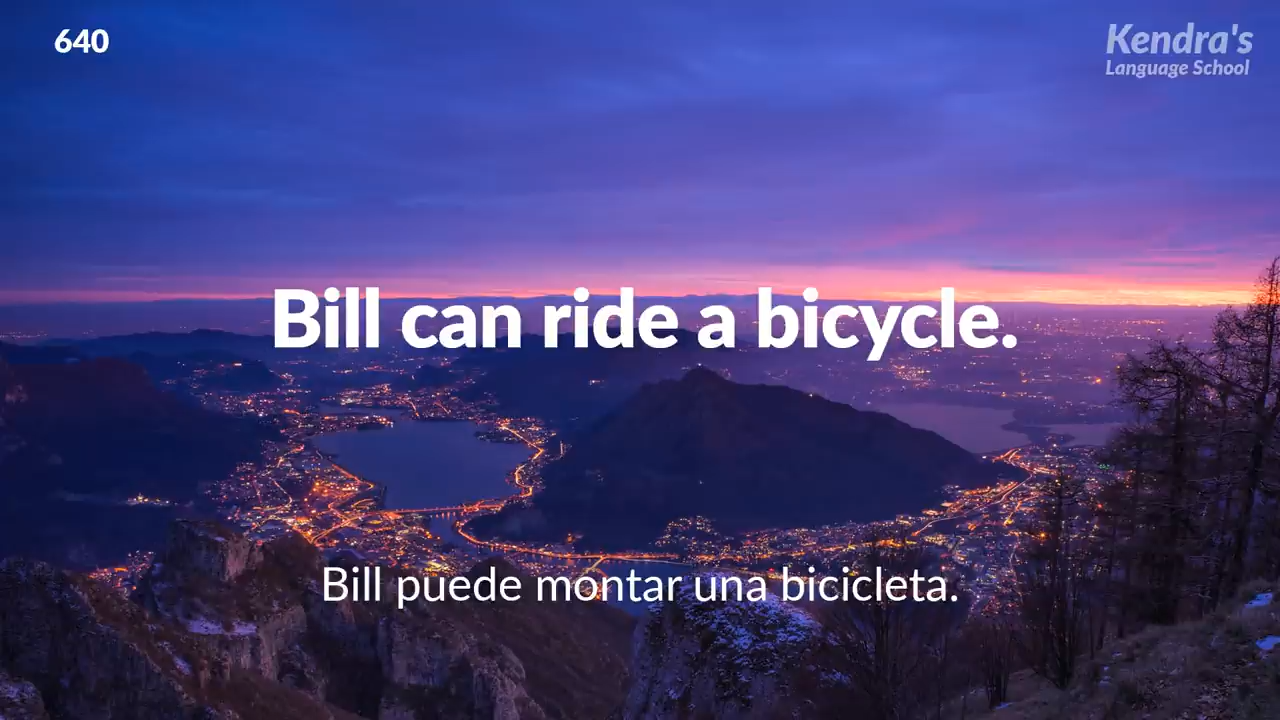 640
Kendra's
Language School
Bill can ride a bicycle.
Bill puede montar una bicicleta.